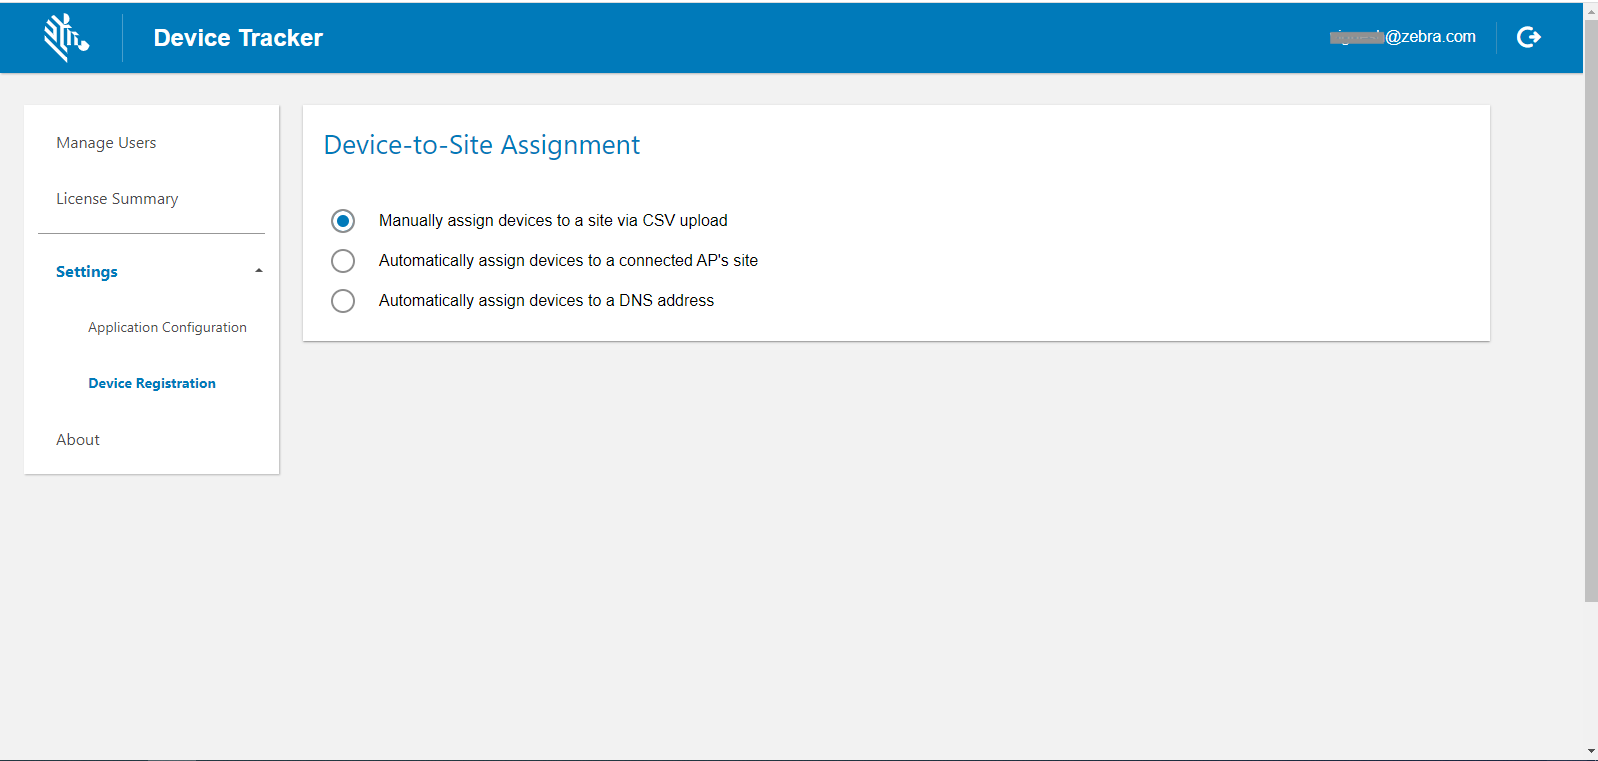 Device Tracker
@zebra.com
Manage Users
License Summary
Settings
Application Configuration
Device Registration
About
Device-to-Site Assignment
Manually assign devices to a site via CSV upload
Automatically assign devices to a connected AP's site
Automatically assign devices to a DNS address